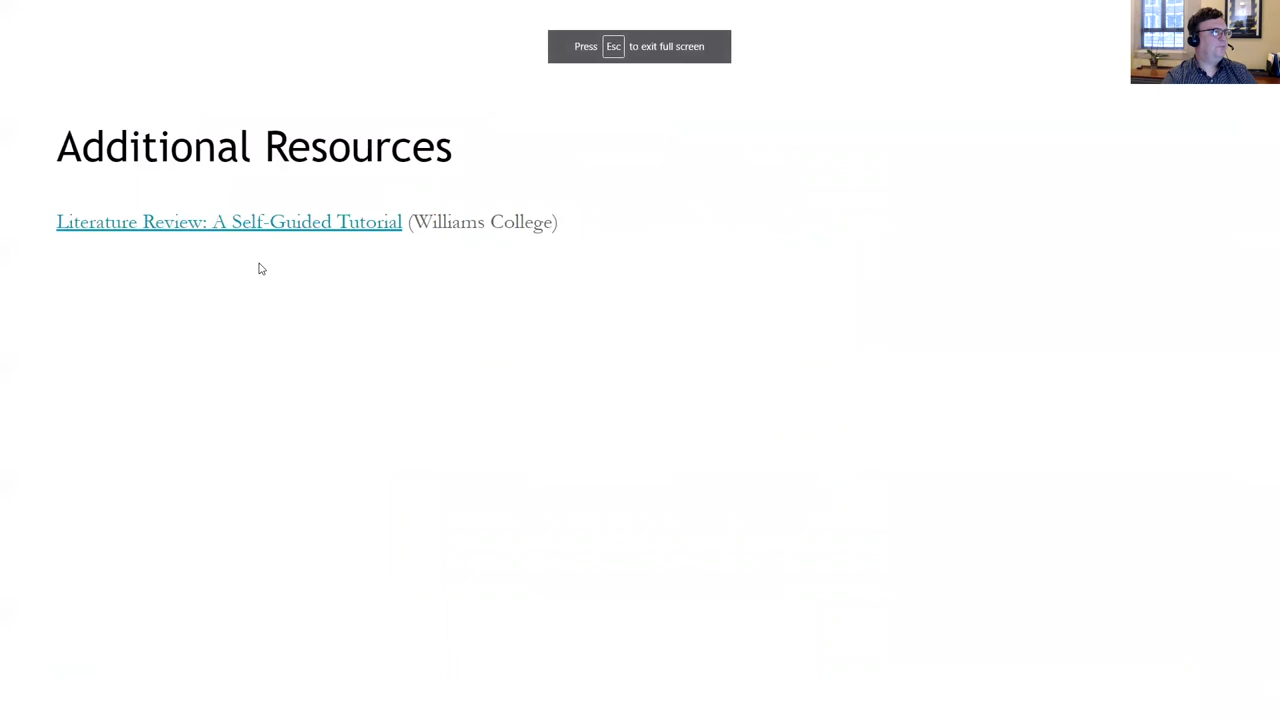 Press Esc to exit full screen
Additional Resources
Literature Review: A Self-Guided Tutorial (Williams College)